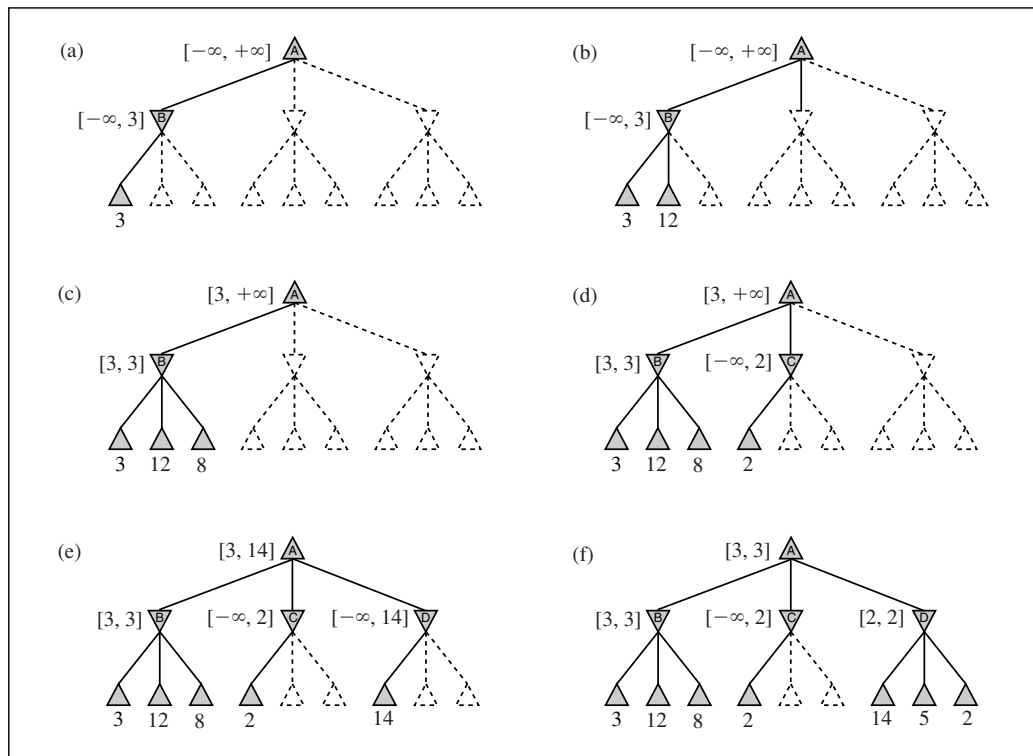 (a) [−∞, +∞] A
[−∞, 3] B
3
(b) [−∞, +∞] A
[−∞, 3] B
3 12
(c) [3, +∞] A
[3, 3] B
3 12 8
(d) [3, +∞] A
[3, 3] B [−∞, 2] C
3 12 8 2
(e) [3, 14] A
[3, 3] B [−∞, 2] C [−∞, 14] D
3 12 8 2 14
(f) [3, 3] A
[3, 3] B [−∞, 2] C [2, 2] D
3 12 8 2 14 5 2